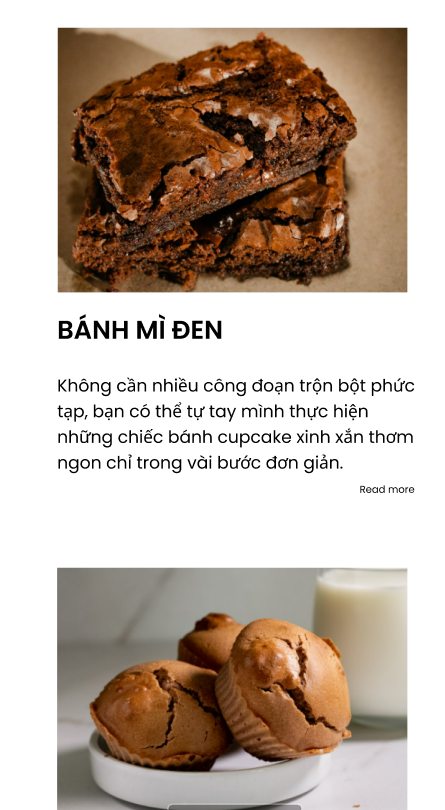 BÁNH MÌ ĐEN
Không cần nhiều công đoạn trộn bột phức
tạp, bạn có thể tự tay mình thực hiện
những chiếc bánh cupcake xinh xắn thơm
ngon chỉ trong vài bước đơn giản.
Read more